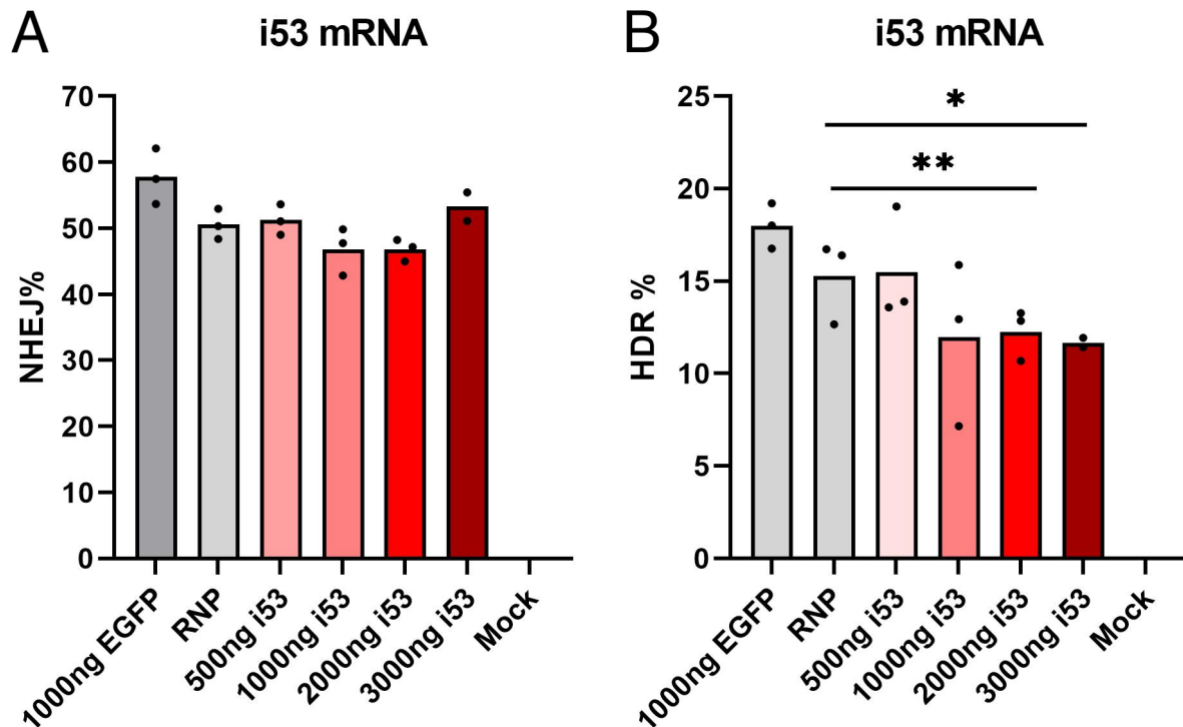 A
i53 mRNA
NHEJ%
70
60
50
40
30
20
10
0
1000ng EGFP
RNP
500ng i53
1000ng i53
2000ng i53
3000ng i53
Mock
B
i53 mRNA
HDR %
25
20
15
10
5
0
*
**
1000ng EGFP
RNP
500ng i53
1000ng i53
2000ng i53
3000ng i53
Mock